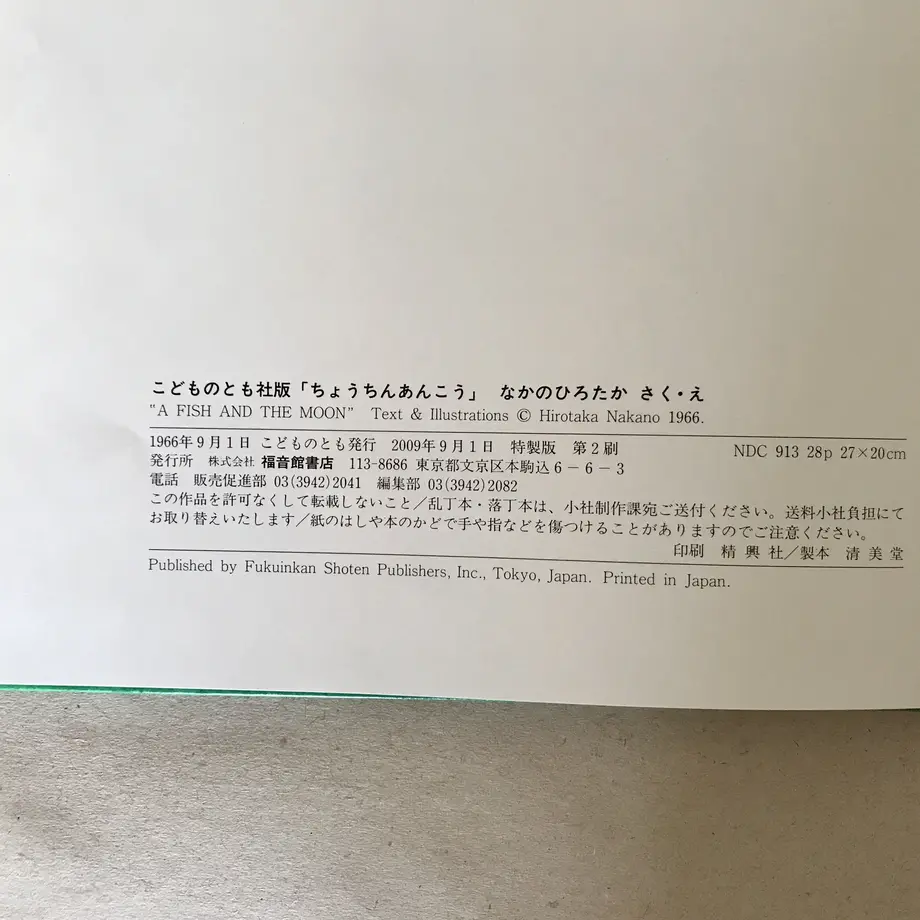 こどものとも社版「ちょうちんあんこう」 なかのひろたか さく・え
"A FISH AND THE MOON" Text & Illustrations © Hirotaka Nakano 1966.
1966年9月1日 こどものとも発行 2009年9月1日 特製版 第2刷 NDC 913 28p 27×20cm
発行所 株式会社 福音館書店 113-8686 東京都文京区本駒込6-6-3
電話 販売促進部 03(3942)2041 編集部 03(3942)2082
この作品を許可なくして転載しないこと/乱丁本・落丁本は、小社制作課宛ご送付ください。送料小社負担にて
お取り替えいたします/紙のはしや本のかどで手や指などを傷つけることがありますのでご注意ください。
印刷 精興社/製本 清美堂
Published by Fukuinkan Shoten Publishers, Inc., Tokyo, Japan. Printed in Japan.